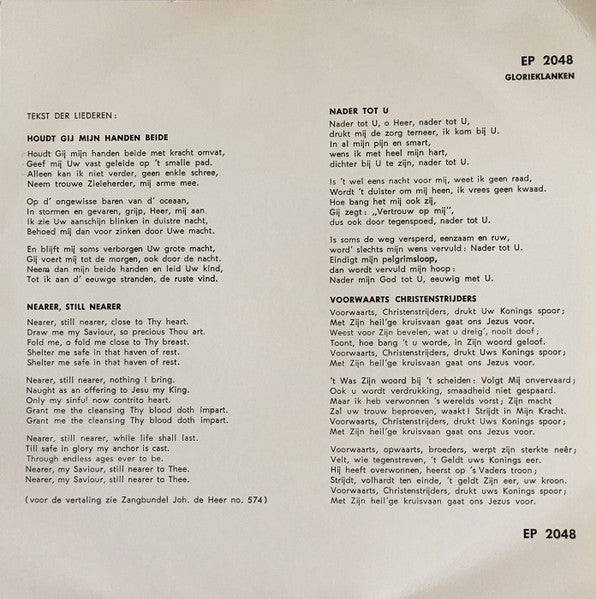 EP 2048
GLORIEKLANKEN
TEKST DER LIEDEREN :
HOUDT GIJ MIJN HANDEN BEIDE
Houdt Gij mijn handen beide met kracht omvat,
Geef mij Uw vast geleide op 't smalle pad.
Alleen kan ik niet verder, geen enkle schree,
Neem trouwe Zieleherder, mij arme mee.
Op d' ongewisse baren van d' oceaan,
In stormen en gevaren, grijp, Heer, mij aan.
Ik zie Uw aanschijn blinken in duistre nacht,
Behoed mij dan voor zinken door Uwe macht.
En blijft mij soms verborgen Uw grote macht,
Gij voert mij tot de morgen, ook door de nacht.
Neem dan mijn beide handen en leid Uw kind,
Tot ik aan d' eeuwge stranden, de ruste vind.
NEARER, STILL NEARER
Nearer, still nearer, close to Thy heart.
Draw me my Saviour, so precious Thou art.
Fold me, o fold me close to Thy breast.
Shelter me safe in that haven of rest.
Shelter me safe in that haven of rest.
Nearer, still nearer, nothing I bring.
Naught as an offering to Jesu my King.
Only my sinfu! now contrito heart.
Grant me the cleansing Thy blood doth impart.
Grant me the cleansing Thy blood doth impart.
Nearer, still nearer, while life shall last.
Till safe in glory my anchor is cast.
Through endless ages ever to be.
Nearer, my Saviour, still nearer to Thee.
Nearer, my Saviour, still nearer to Thee.
(voor de vertaling zie Zangbundel Joh. de Heer no. 574)
NADER TOT U
Nader tot U, o Heer, nader tot U,
drukt mij de zorg terneer, ik kom bij U.
In al mijn pijn en smart,
wens ik met heel mijn hart,
dichter bij U te zijn, nader tot U.
Is 't wel eens nacht voor mij, weet ik geen raad,
Wordt 't duister om mij heen, ik vrees geen kwaad.
Hoe bang het mij ook zij,
Gij zegt: „Vertrouw op mij",
dus ook door tegenspoed, nader tot U.
Is soms de weg versperd, eenzaam en ruw,
word' slechts mijn wens vervuld: Nader tot U.
Eindigt mijn pelgrimsloop,
dan wordt vervuld mijn hoop:
Nader mijn God tot U, eeuwig met U.
VOORWAARTS CHRISTENSTRIJDERS
Voorwaarts, Christenstrijders, drukt Uw Konings spoor;
Met Zijn heil'ge kruisvaan gaat ons Jezus voor.
Weest voor Zijn bevelen, wat u dreig', nooit doof;
Toont, hoe bang 't u worde, in Zijn woord geloof.
Voorwaarts, Christenstrijders, drukt Uws Konings spoor;
Met Zijn heil'ge kruisvaan gaat ons Jezus voor.
't Was Zijn woord bij 't scheiden: Volgt Mij onvervaard;
Ook u wordt verdrukking, smaadheid niet gespaard.
Maar ik heb verwonnen 's werelds vorst; Zijn macht
Zal uw trouw beproeven, waakt! Strijdt in Mijn Kracht.
Voorwaarts, Christenstrijders, drukt Uws Konings spoor;
Met Zijn heil'ge kruisvaan gaat ons Jezus voor.
Voorwaarts, opwaarts, broeders, werpt zijn sterkte neêr;
Velt, wie tegenstreven, 't Geldt uws Konings eer.
Hij heeft overwonnen, heerst op 's Vaders troon;
Strijdt, volhardt ten einde, 't geldt Zijn eer, uw kroon.
Voorwaarts, Christenstrijders, drukt Uws Konings spoor;
Met Zijn heil'ge kruisvaan gaat ons Jezus voor.
EP 2048